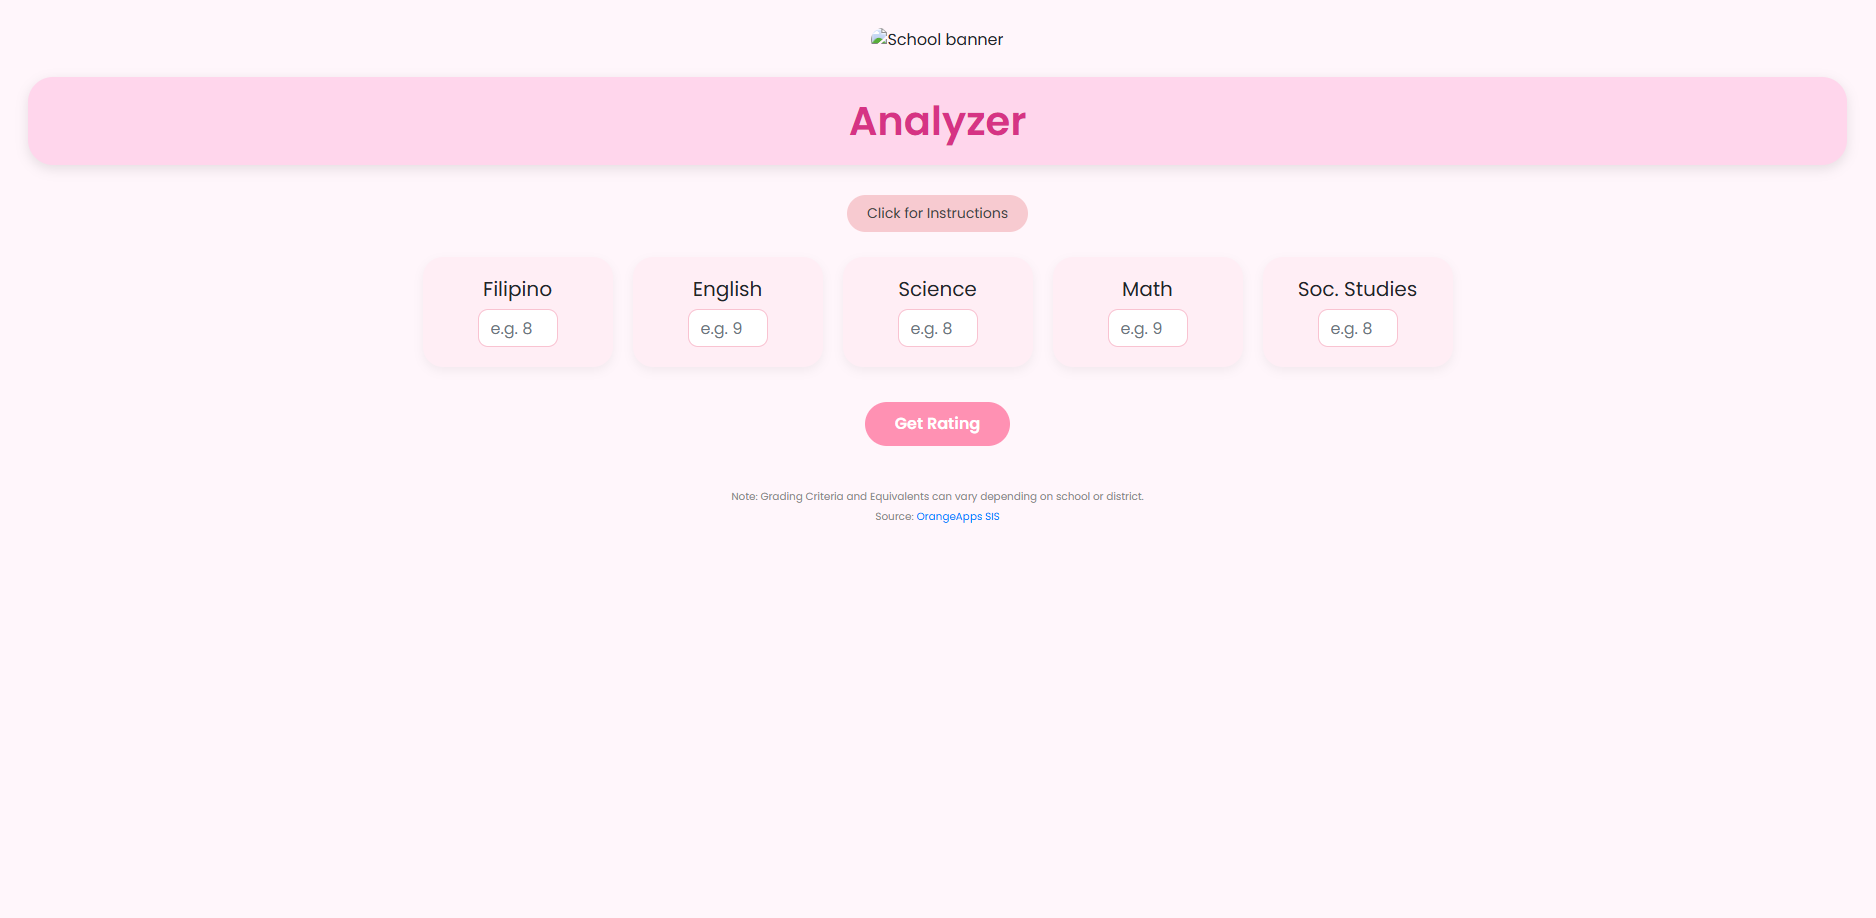 School banner
Analyzer
Click for Instructions
Filipino English Science Math Soc. Studies
e.g. 8 e.g. 9 e.g. 8 e.g. 9 e.g. 8
Get Rating
Note: Grading Criteria and Equivalents can vary depending on school or district.
Source: OrangeApps SIS